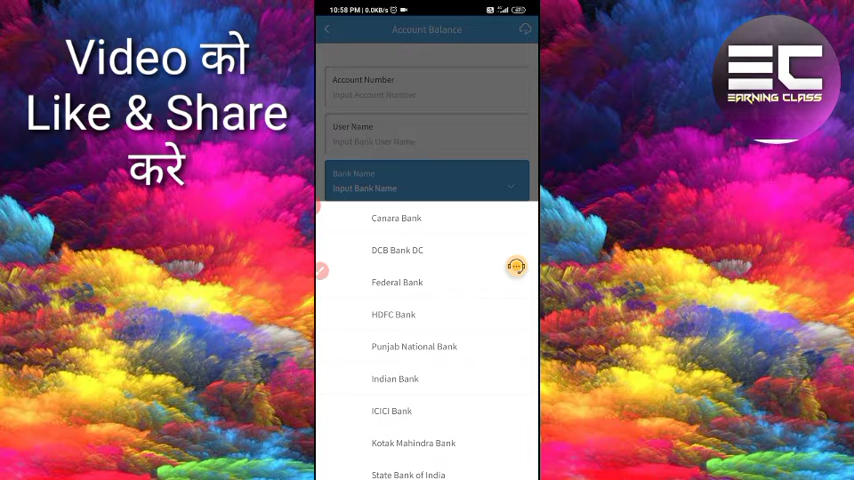 Video को
Like & Share
करे
10:58 PM | 0.0KB/s
Account Balance
Account Number
Input Account Number
User Name
Input Bank User Name
Bank Name
Input Bank Name
Canara Bank
DCB Bank DC
Federal Bank
HDFC Bank
Punjab National Bank
Indian Bank
ICICI Bank
Kotak Mahindra Bank
State Bank of India
EC
EARNING CLASS